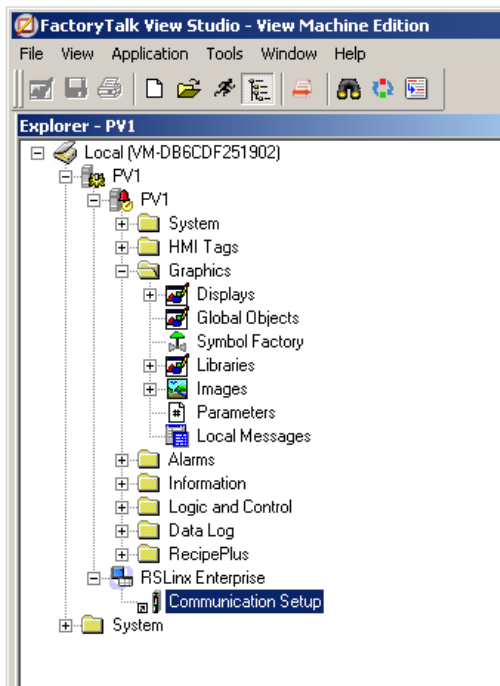 FactoryTalk View Studio - View Machine Edition
File View Application Tools Window Help
Explorer - PV1
Local (VM-DB6CDF251902)
PV1
PV1
System
HMI Tags
Graphics
Displays
Global Objects
Symbol Factory
Libraries
Images
Parameters
Local Messages
Alarms
Information
Logic and Control
Data Log
RecipePlus
RSLinx Enterprise
Communication Setup
System